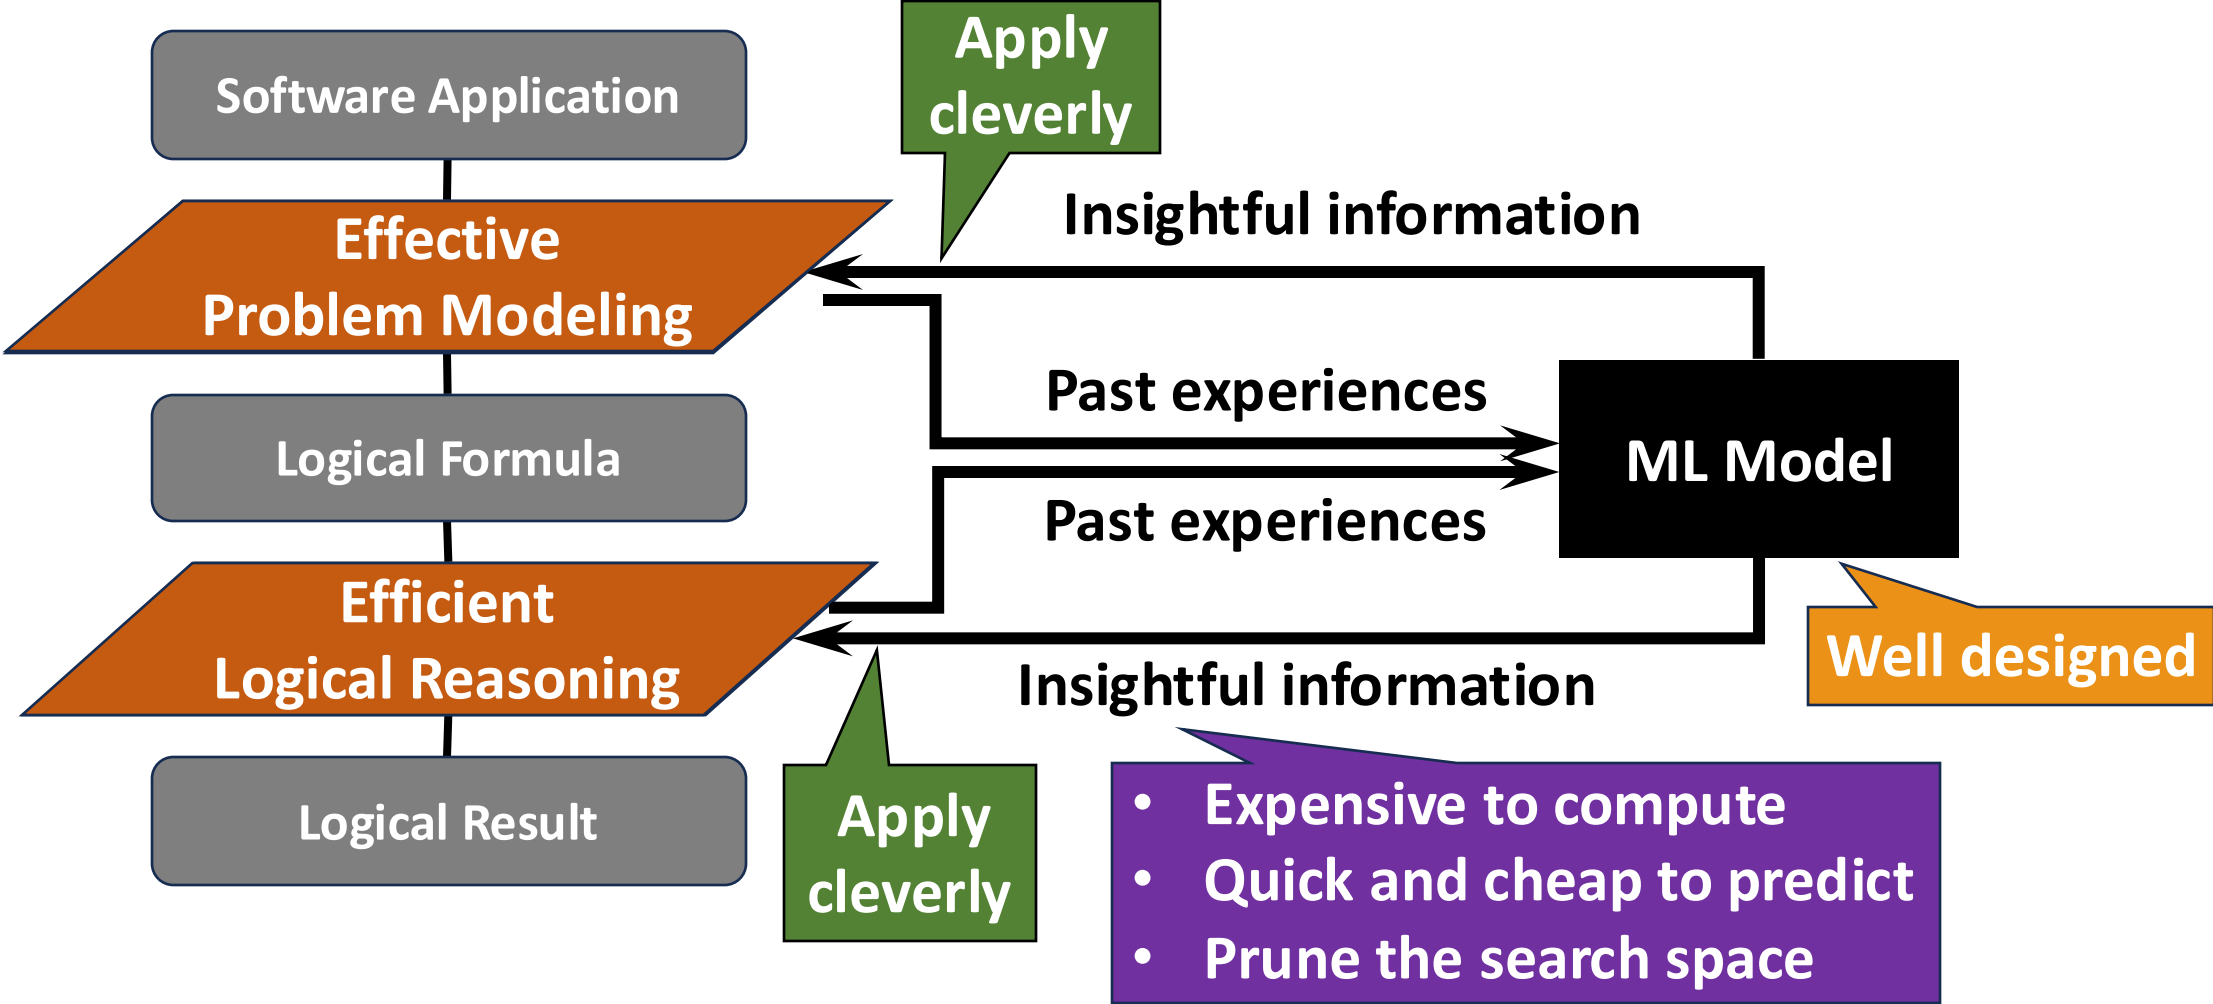 Software Application
Apply
cleverly
Effective
Problem Modeling
Insightful information
Past experiences
Logical Formula
ML Model
Past experiences
Efficient
Logical Reasoning
Insightful information
Well designed
Logical Result
Apply
cleverly
• Expensive to compute
• Quick and cheap to predict
• Prune the search space